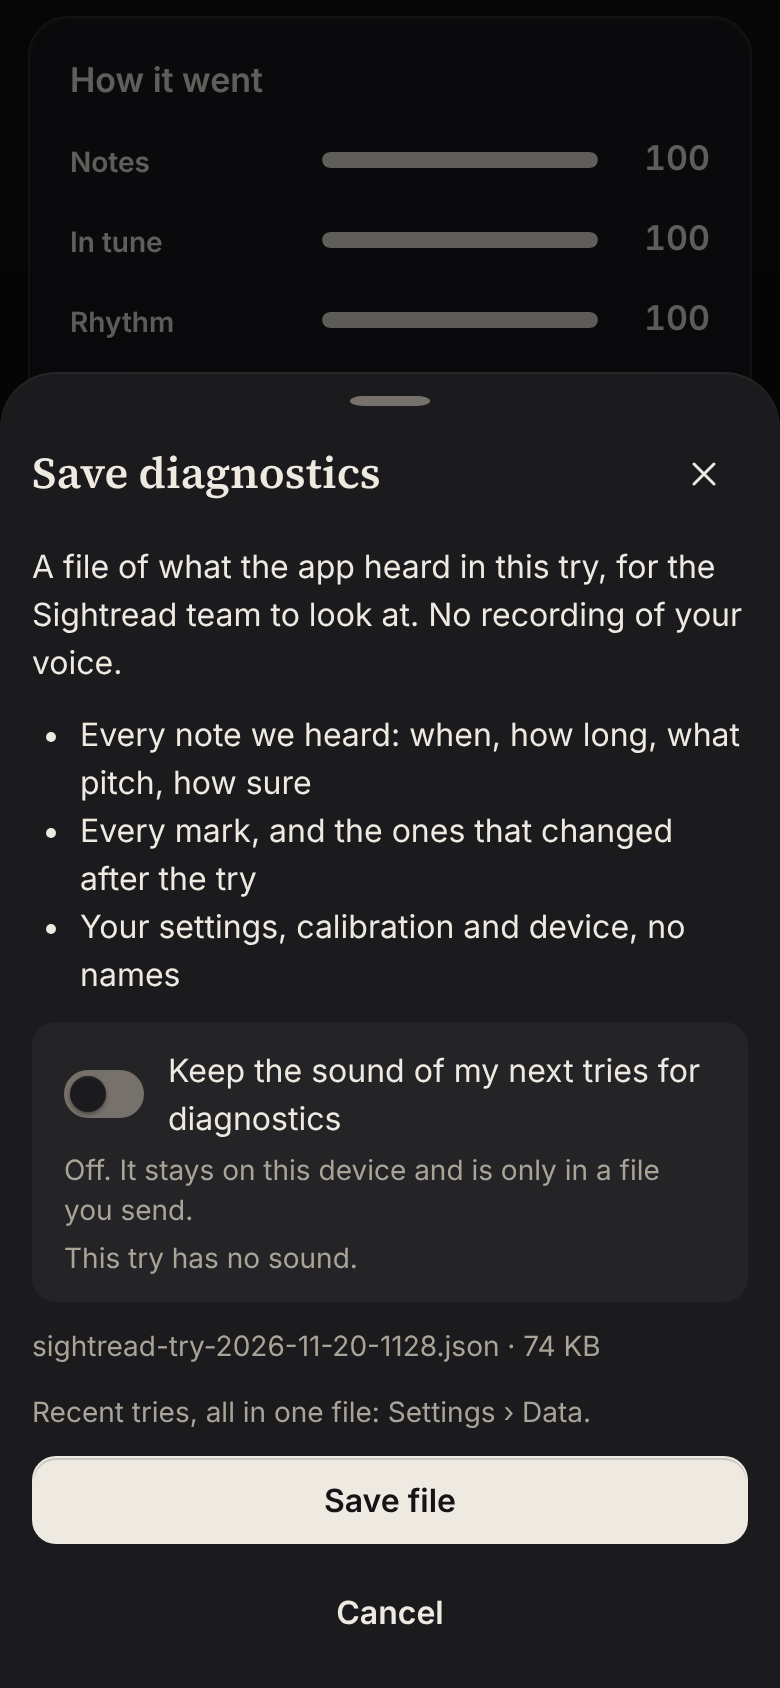 How it went
Notes 100
In tune 100
Rhythm 100
Save diagnostics
A file of what the app heard in this try, for the
Sightread team to look at. No recording of your
voice.
• Every note we heard: when, how long, what
pitch, how sure
• Every mark, and the ones that changed
after the try
• Your settings, calibration and device, no
names
Keep the sound of my next tries for
diagnostics
Off. It stays on this device and is only in a file
you send.
This try has no sound.
sightread-try-2026-11-20-1128.json · 74 KB
Recent tries, all in one file: Settings › Data.
Save file
Cancel